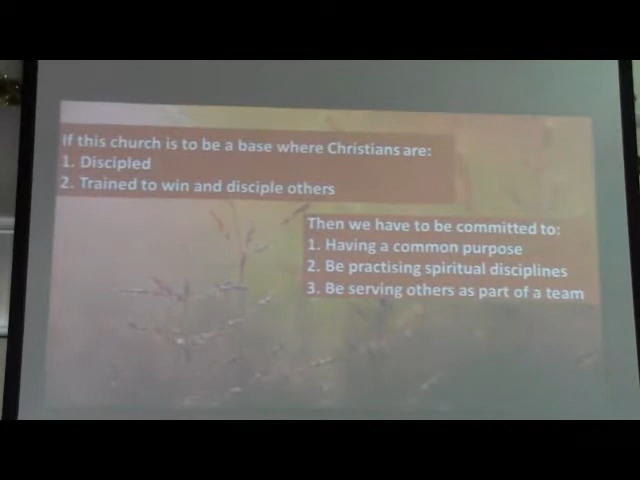 If this church is to be a base where Christians are:
1. Discipled
2. Trained to win and disciple others
Then we have to be committed to:
1. Having a common purpose
2. Be practising spiritual disciplines
3. Be serving others as part of a team